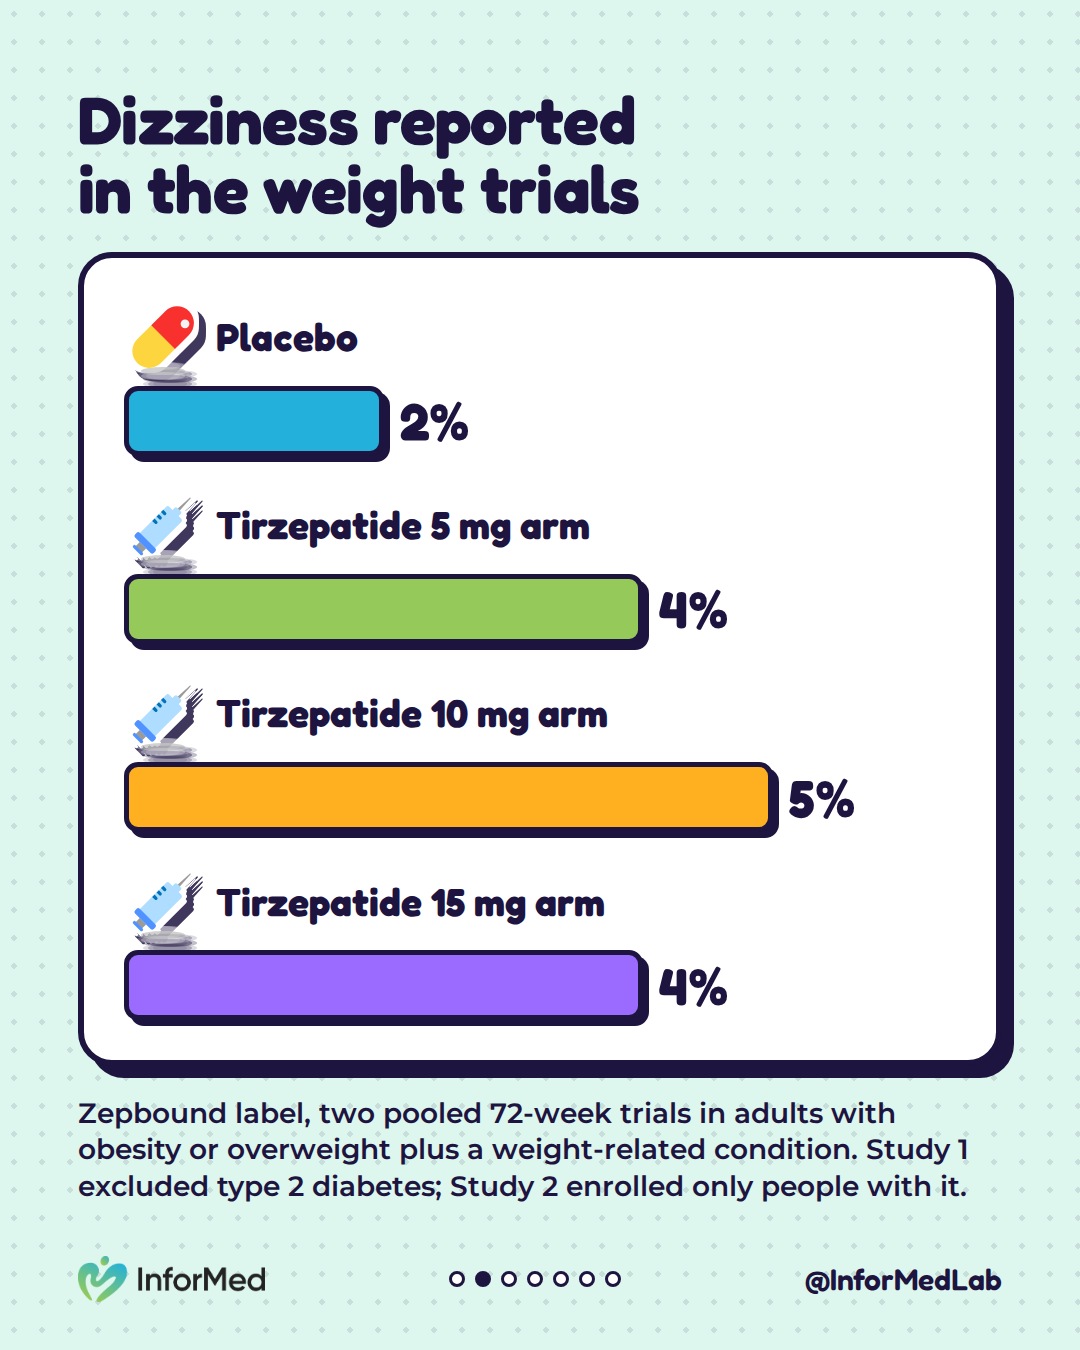 Dizziness reported
in the weight trials
Placebo
2%
Tirzepatide 5 mg arm
4%
Tirzepatide 10 mg arm
5%
Tirzepatide 15 mg arm
4%
Zepbound label, two pooled 72-week trials in adults with
obesity or overweight plus a weight-related condition. Study 1
excluded type 2 diabetes; Study 2 enrolled only people with it.
InforMed
@InforMedLab